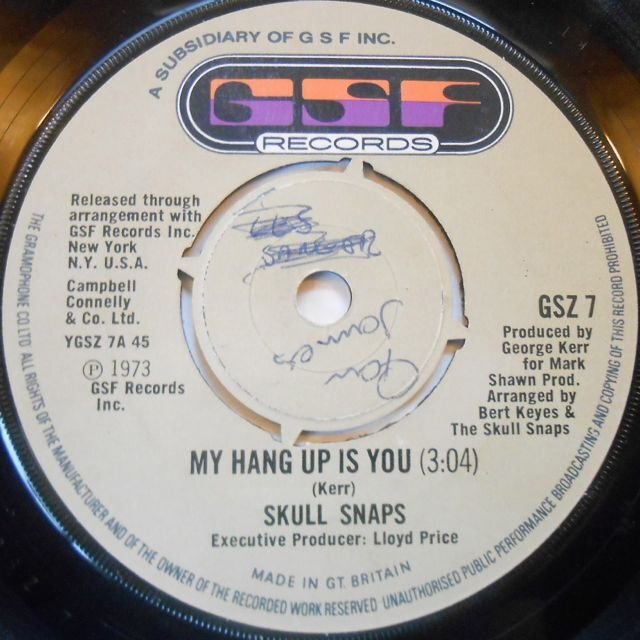 A SUBSIDIARY OF G S F INC.
GSF
RECORDS
Released through
arrangement with
GSF Records Inc.
New York
N.Y. U.S.A.
Campbell
Connelly
& Co. Ltd.
YGSZ 7A 45
Ⓟ 1973
GSF Records
Inc.
GSZ 7
Produced by
George Kerr
for Mark
Shawn Prod.
Arranged by
Bert Keyes &
The Skull Snaps
MY HANG UP IS YOU (3:04)
(Kerr)
SKULL SNAPS
Executive Producer: Lloyd Price
MADE IN GT. BRITAIN
THE GRAMOPHONE CO. LTD. ALL RIGHTS OF THE MANUFACTURER AND OF THE OWNER OF THE RECORDED WORK RESERVED UNAUTHORISED PUBLIC PERFORMANCE BROADCASTING AND COPYING OF THIS RECORD PROHIBITED